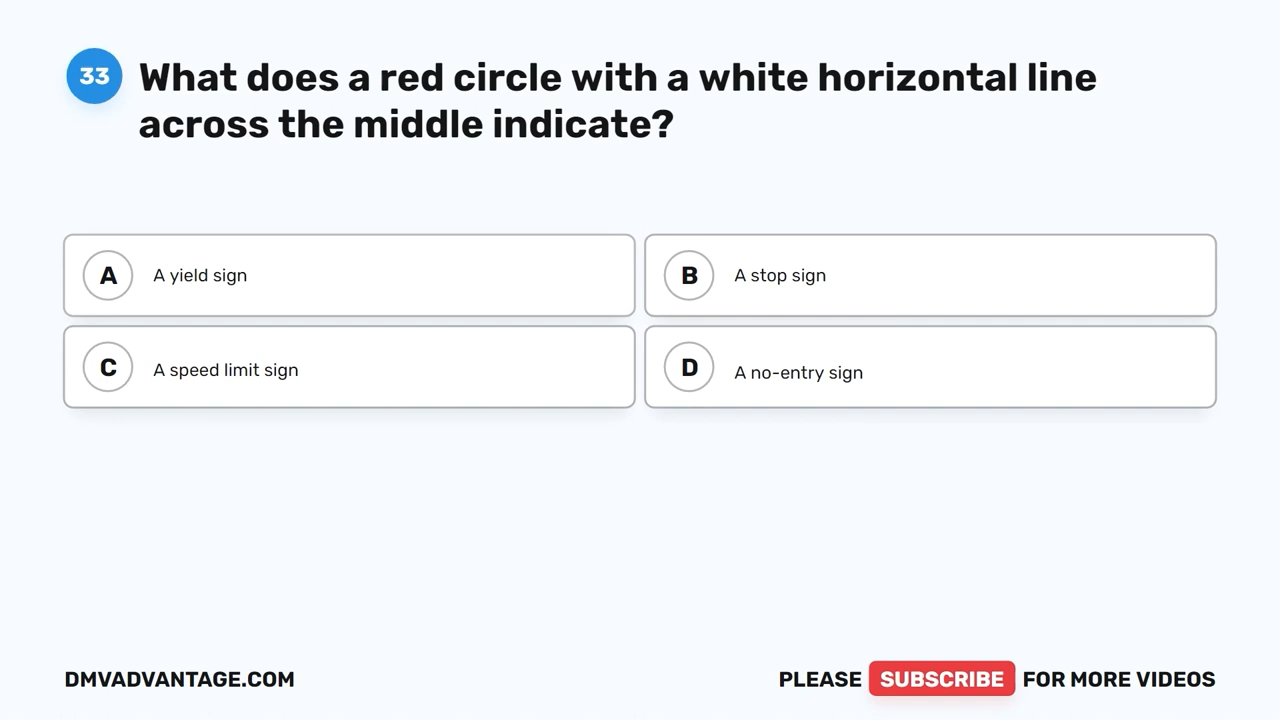 33
What does a red circle with a white horizontal line
across the middle indicate?
A A yield sign
B A stop sign
C A speed limit sign
D A no-entry sign
DMVADVANTAGE.COM
PLEASE SUBSCRIBE FOR MORE VIDEOS